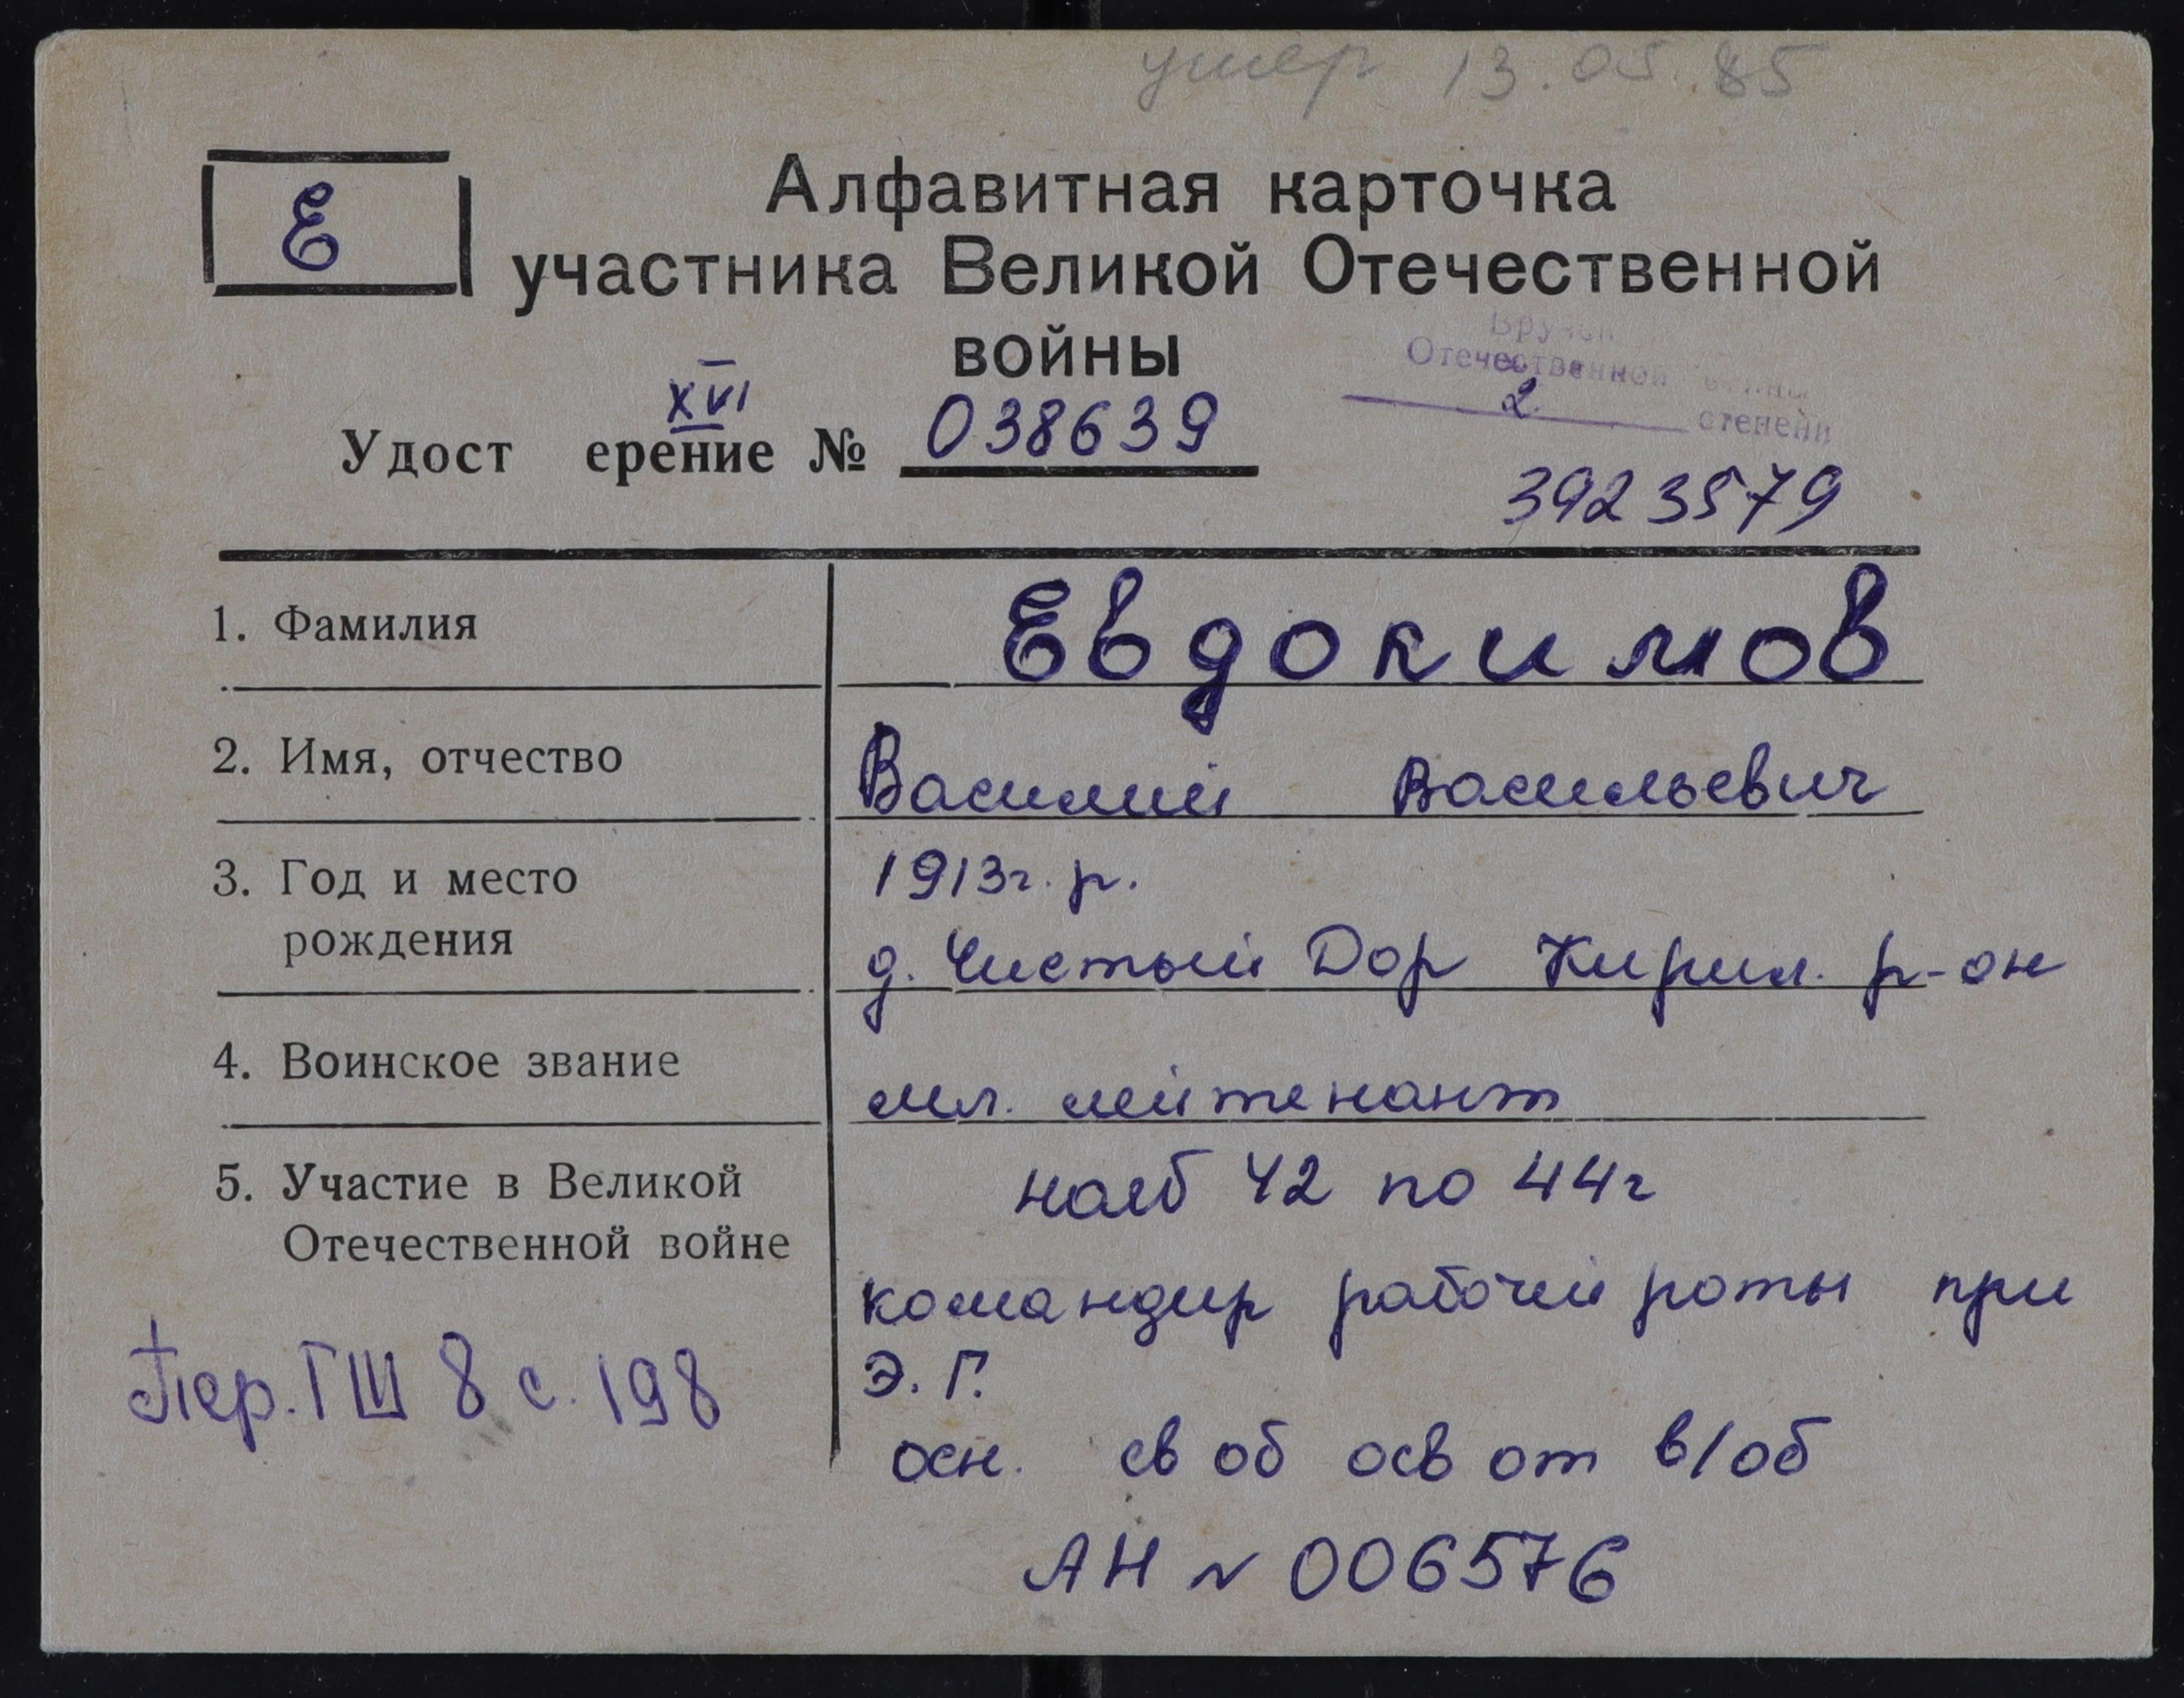 умер 13.05.85
Е
Алфавитная карточка
участника Великой Отечественной
войны
Вручен
Отечественной войны
2 степени
XVI
Удост ерение № 038639
3923579
1. Фамилия Евдокимов
2. Имя, отчество Василий Васильевич
3. Год и место рождения 1913г. р.
д. Чистый Дор Кирил. р-он
4. Воинское звание мл. лейтенант
5. Участие в Великой Отечественной войне
нояб 42 по 44г
командир рабочей роты при
Э. Г.
Пер. ГШ 8 с. 198
осн. св об осв от в/об
АН № 006576